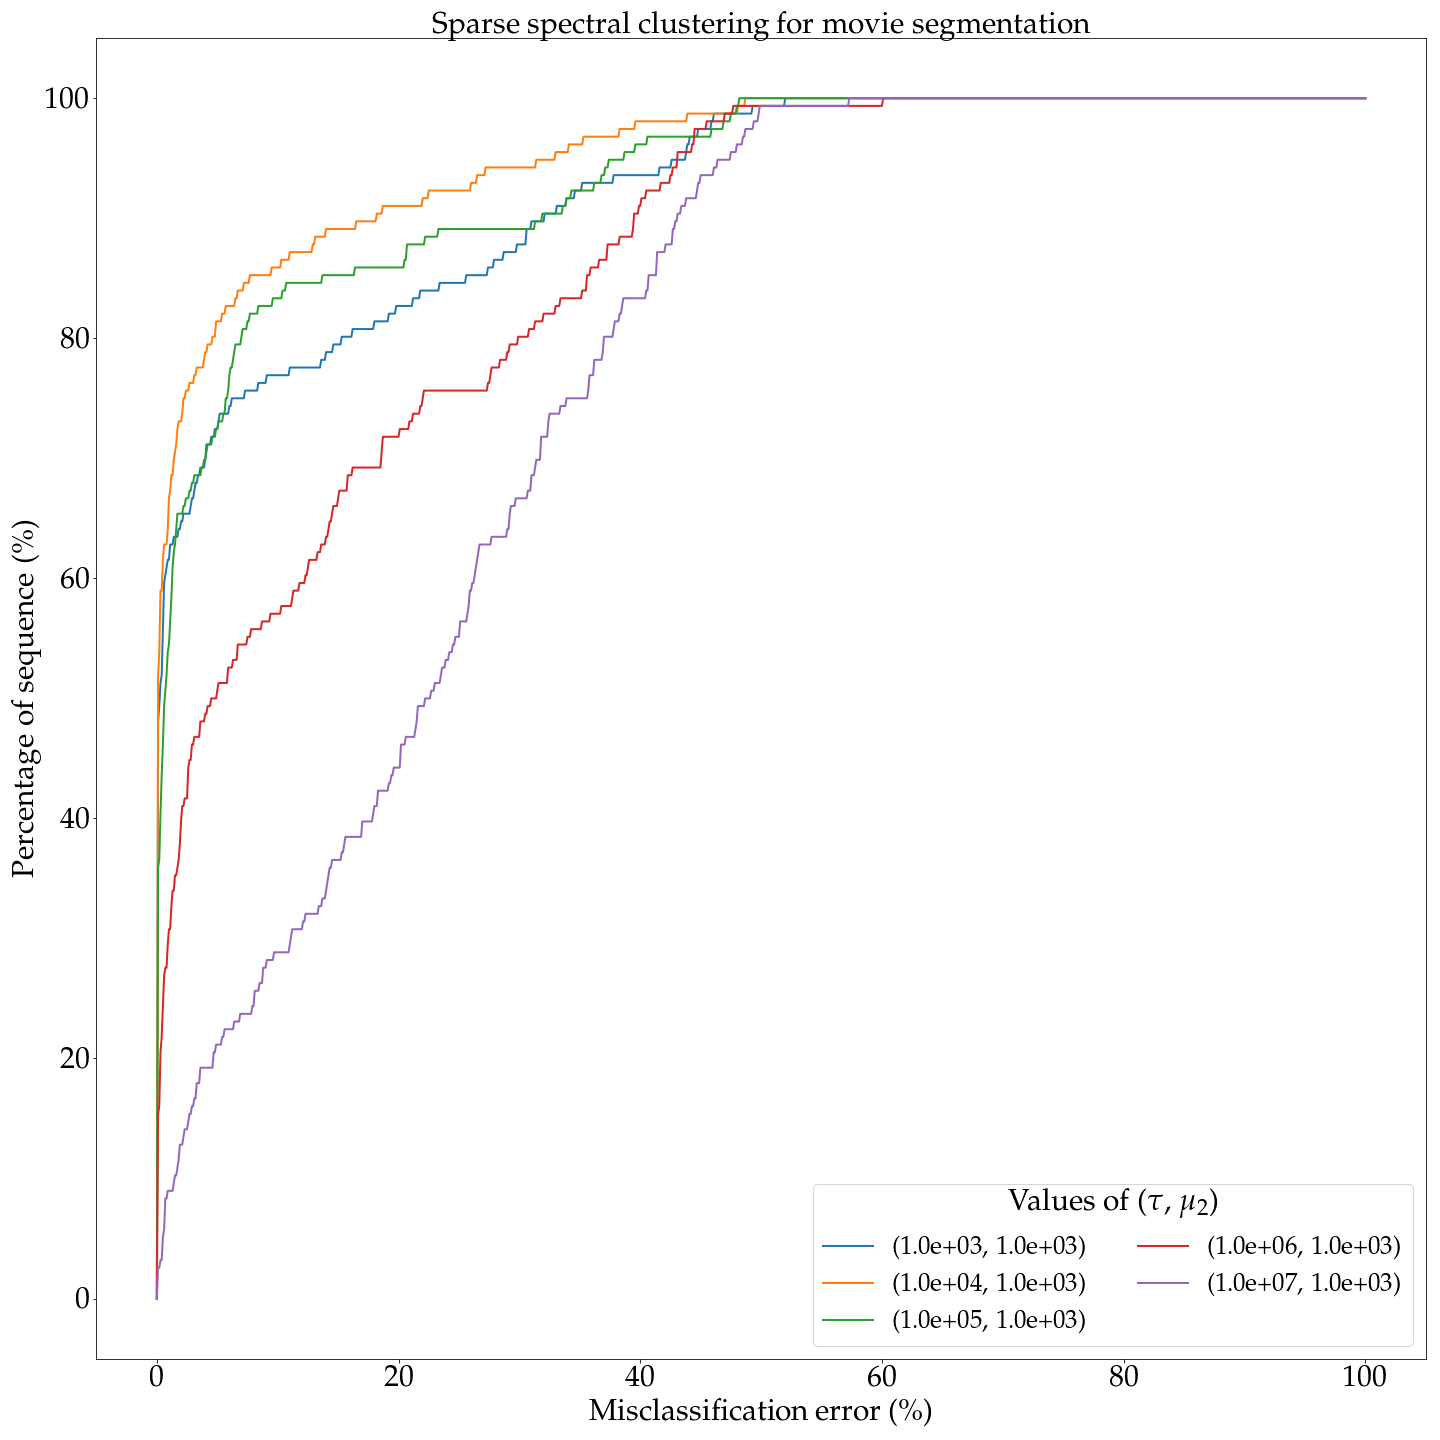 Sparse spectral clustering for movie segmentation
100
80
60
40
20
0
Percentage of sequence (%)
0 20 40 60 80 100
Misclassification error (%)
Values of (τ, μ₂)
(1.0e+03, 1.0e+03)
(1.0e+04, 1.0e+03)
(1.0e+05, 1.0e+03)
(1.0e+06, 1.0e+03)
(1.0e+07, 1.0e+03)